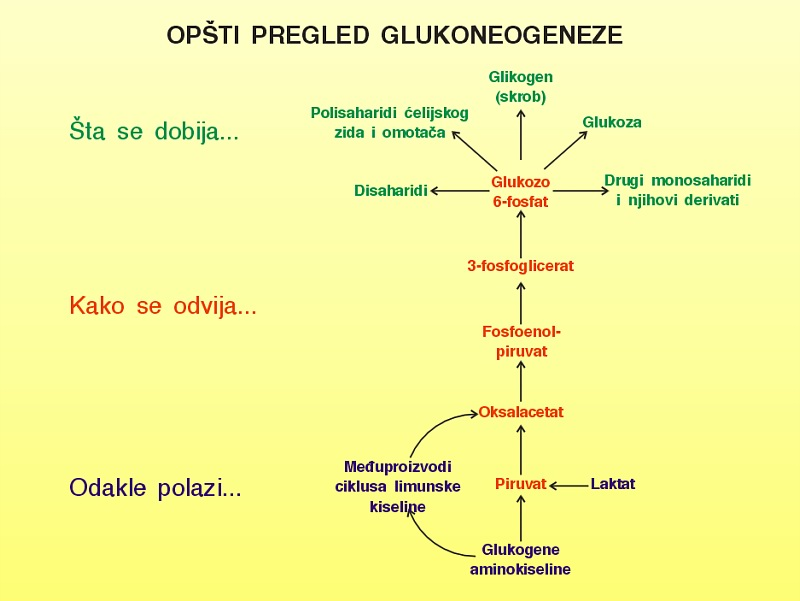 OPŠTI PREGLED GLUKONEOGENEZE
Šta se dobija...
Glikogen
(skrob)
Polisaharidi ćelijskog
zida i omotača
Glukoza
Disaharidi
Glukozo
6-fosfat
Drugi monosaharidi
i njihovi derivati
3-fosfoglicerat
Kako se odvija...
Fosfoenol-
piruvat
Oksalacetat
Odakle polazi...
Međuproizvodi
ciklusa limunske
kiseline
Piruvat
Laktat
Glukogene
aminokiseline